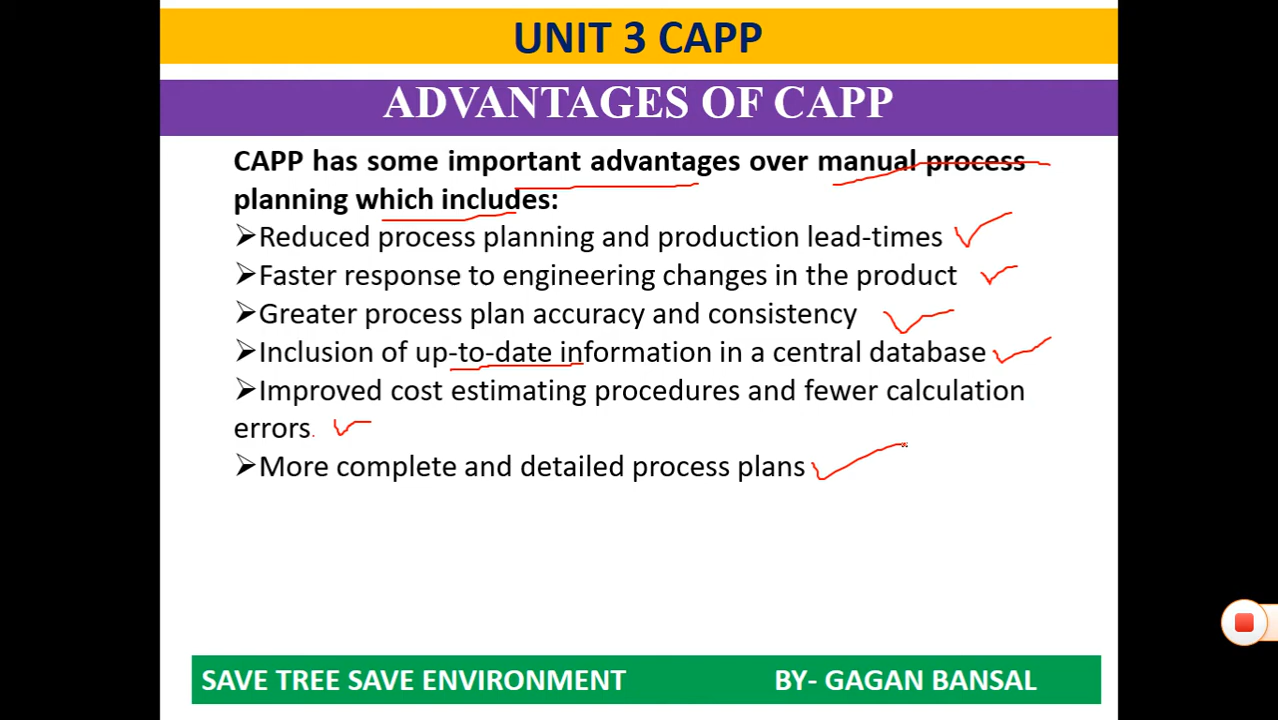 UNIT 3 CAPP
ADVANTAGES OF CAPP
CAPP has some important advantages over manual process
planning which includes:
➢Reduced process planning and production lead-times
➢Faster response to engineering changes in the product
➢Greater process plan accuracy and consistency
➢Inclusion of up-to-date information in a central database
➢Improved cost estimating procedures and fewer calculation
errors.
➢More complete and detailed process plans
SAVE TREE SAVE ENVIRONMENT BY- GAGAN BANSAL